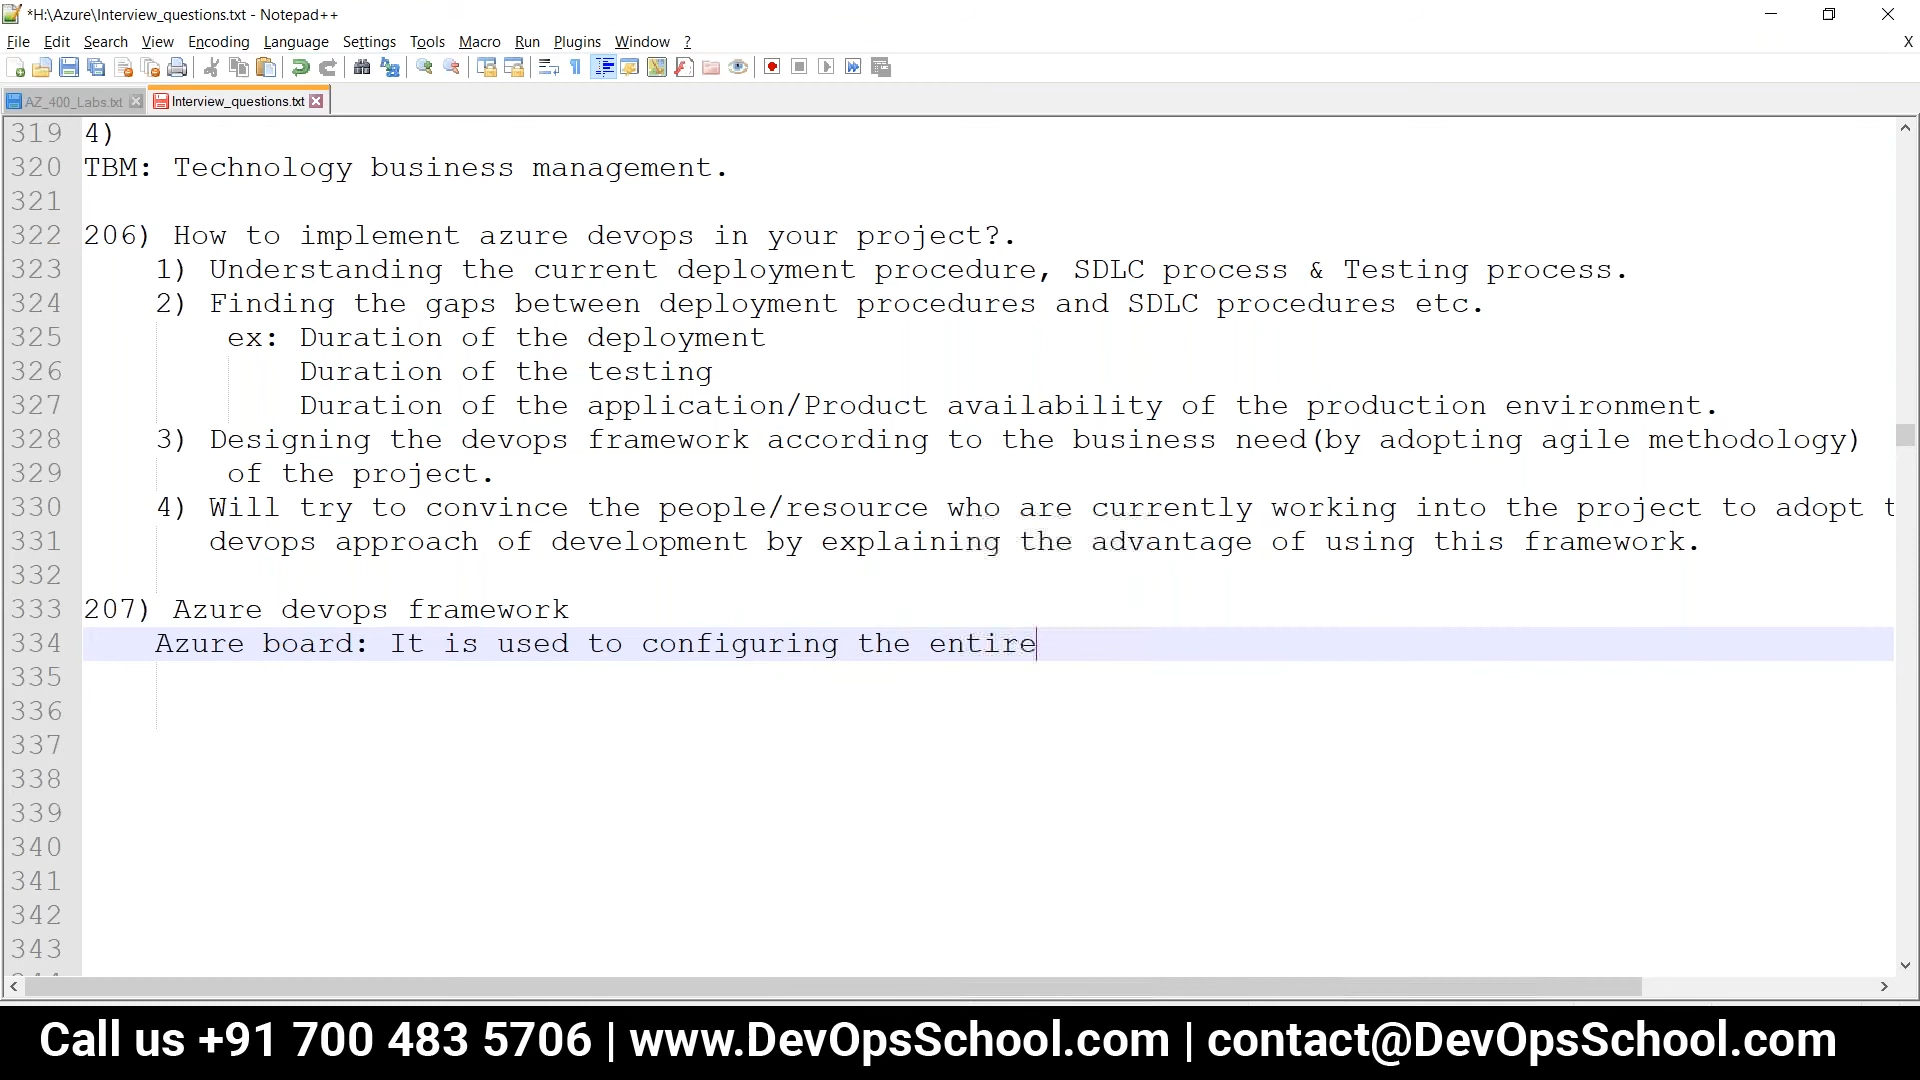 *H:\Azure\Interview_questions.txt - Notepad++
File Edit Search View Encoding Language Settings Tools Macro Run Plugins Window ? X
AZ_400_Labs.txt Interview_questions.txt
319 4)
320 TBM: Technology business management.
321
322 206) How to implement azure devops in your project?.
323 1) Understanding the current deployment procedure, SDLC process & Testing process.
324 2) Finding the gaps between deployment procedures and SDLC procedures etc.
325 ex: Duration of the deployment
326 Duration of the testing
327 Duration of the application/Product availability of the production environment.
328 3) Designing the devops framework according to the business need(by adopting agile methodology)
329 of the project.
330 4) Will try to convince the people/resource who are currently working into the project to adopt t
331 devops approach of development by explaining the advantage of using this framework.
332
333 207) Azure devops framework
334 Azure board: It is used to configuring the entire
335
336
337
338
339
340
341
342
343
Call us +91 700 483 5706 | www.DevOpsSchool.com | contact@DevOpsSchool.com